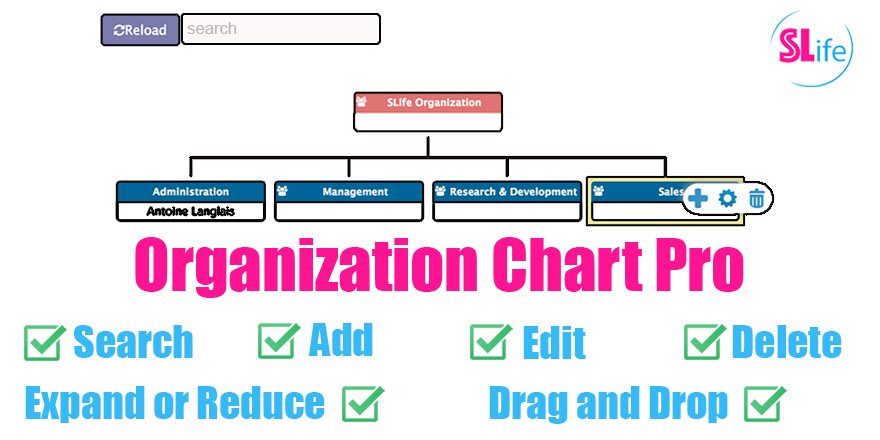 Reload search
SLife
SLife Organization
Administration Management Research & Development Sales
Antoine Langlais
Organization Chart Pro
Search Add Edit Delete
Expand or Reduce Drag and Drop